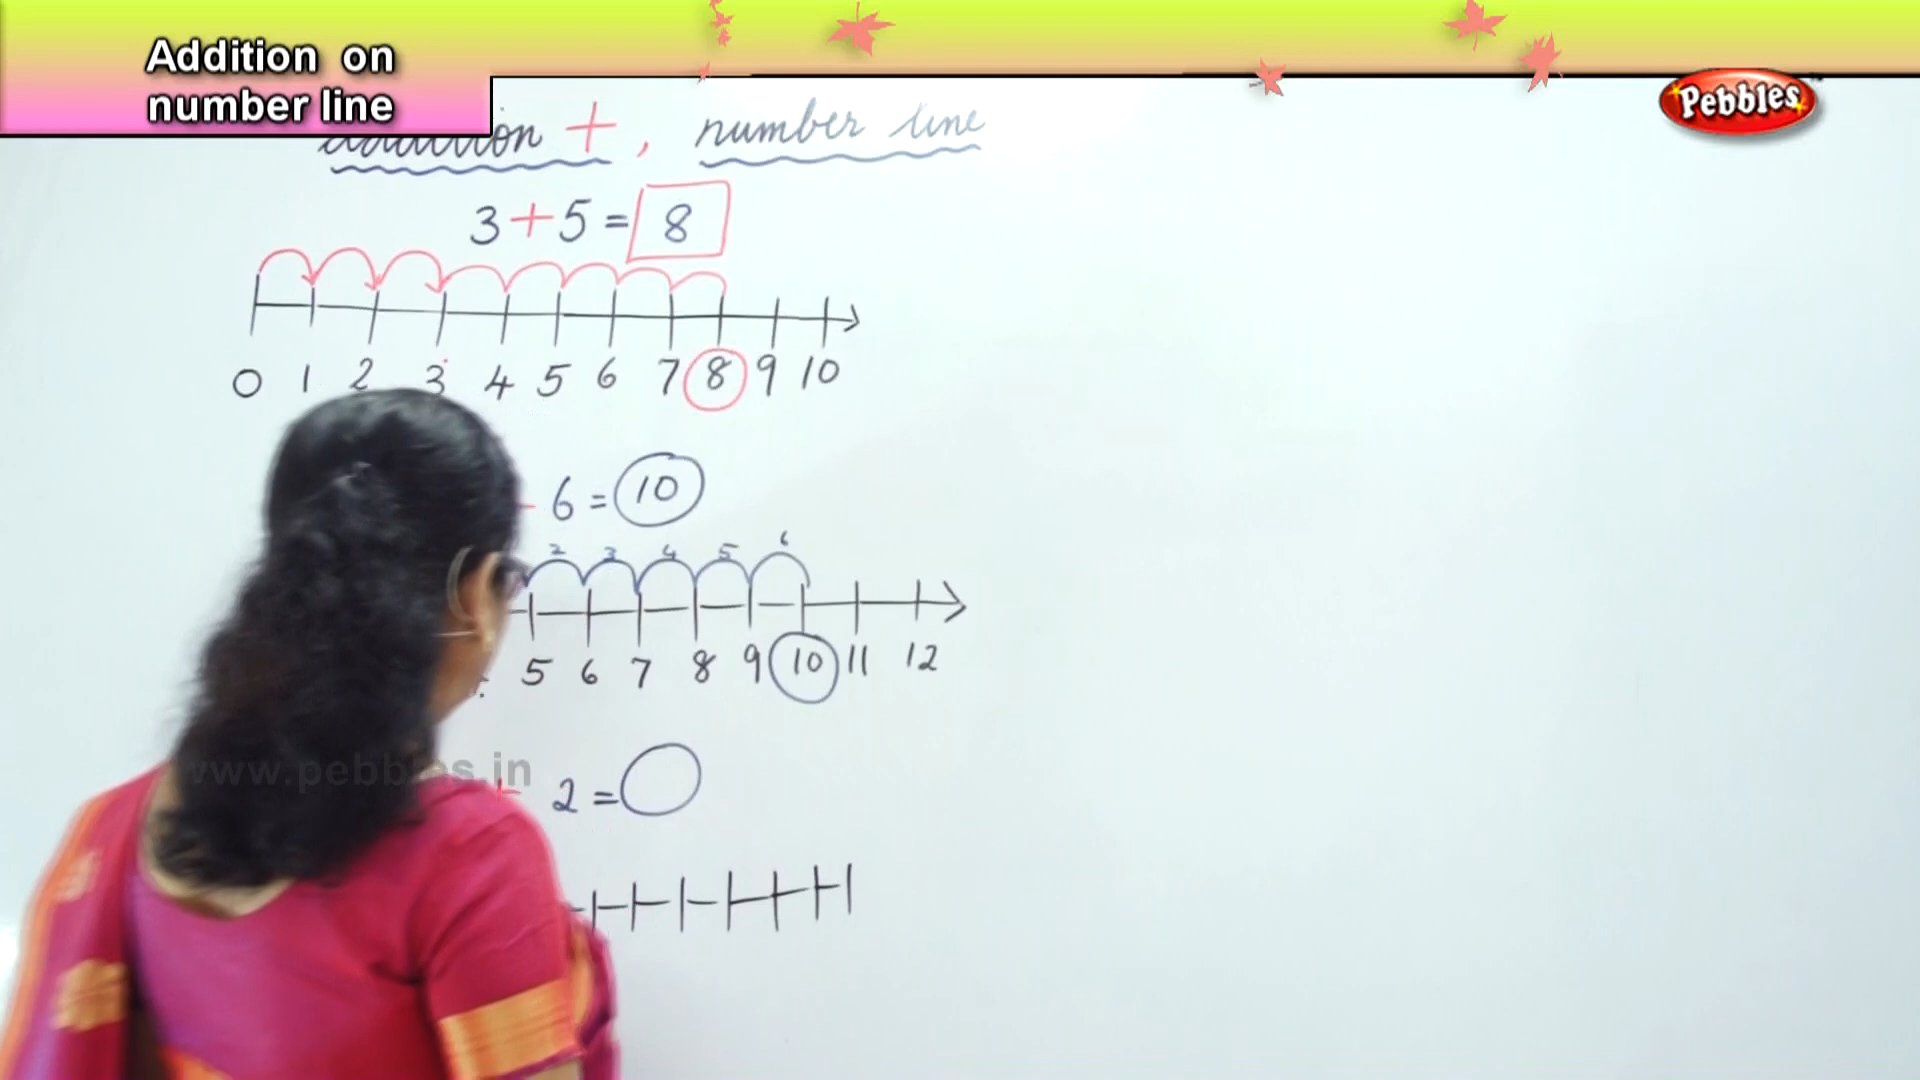 Addition on
number line
Pebbles
addition +, number line
3 + 5 = 8
0 1 2 3 4 5 6 7 8 9 10
6 = 10
2 3 4 5 6
5 6 7 8 9 10 11 12
www.pebbles.in
+ 2 =